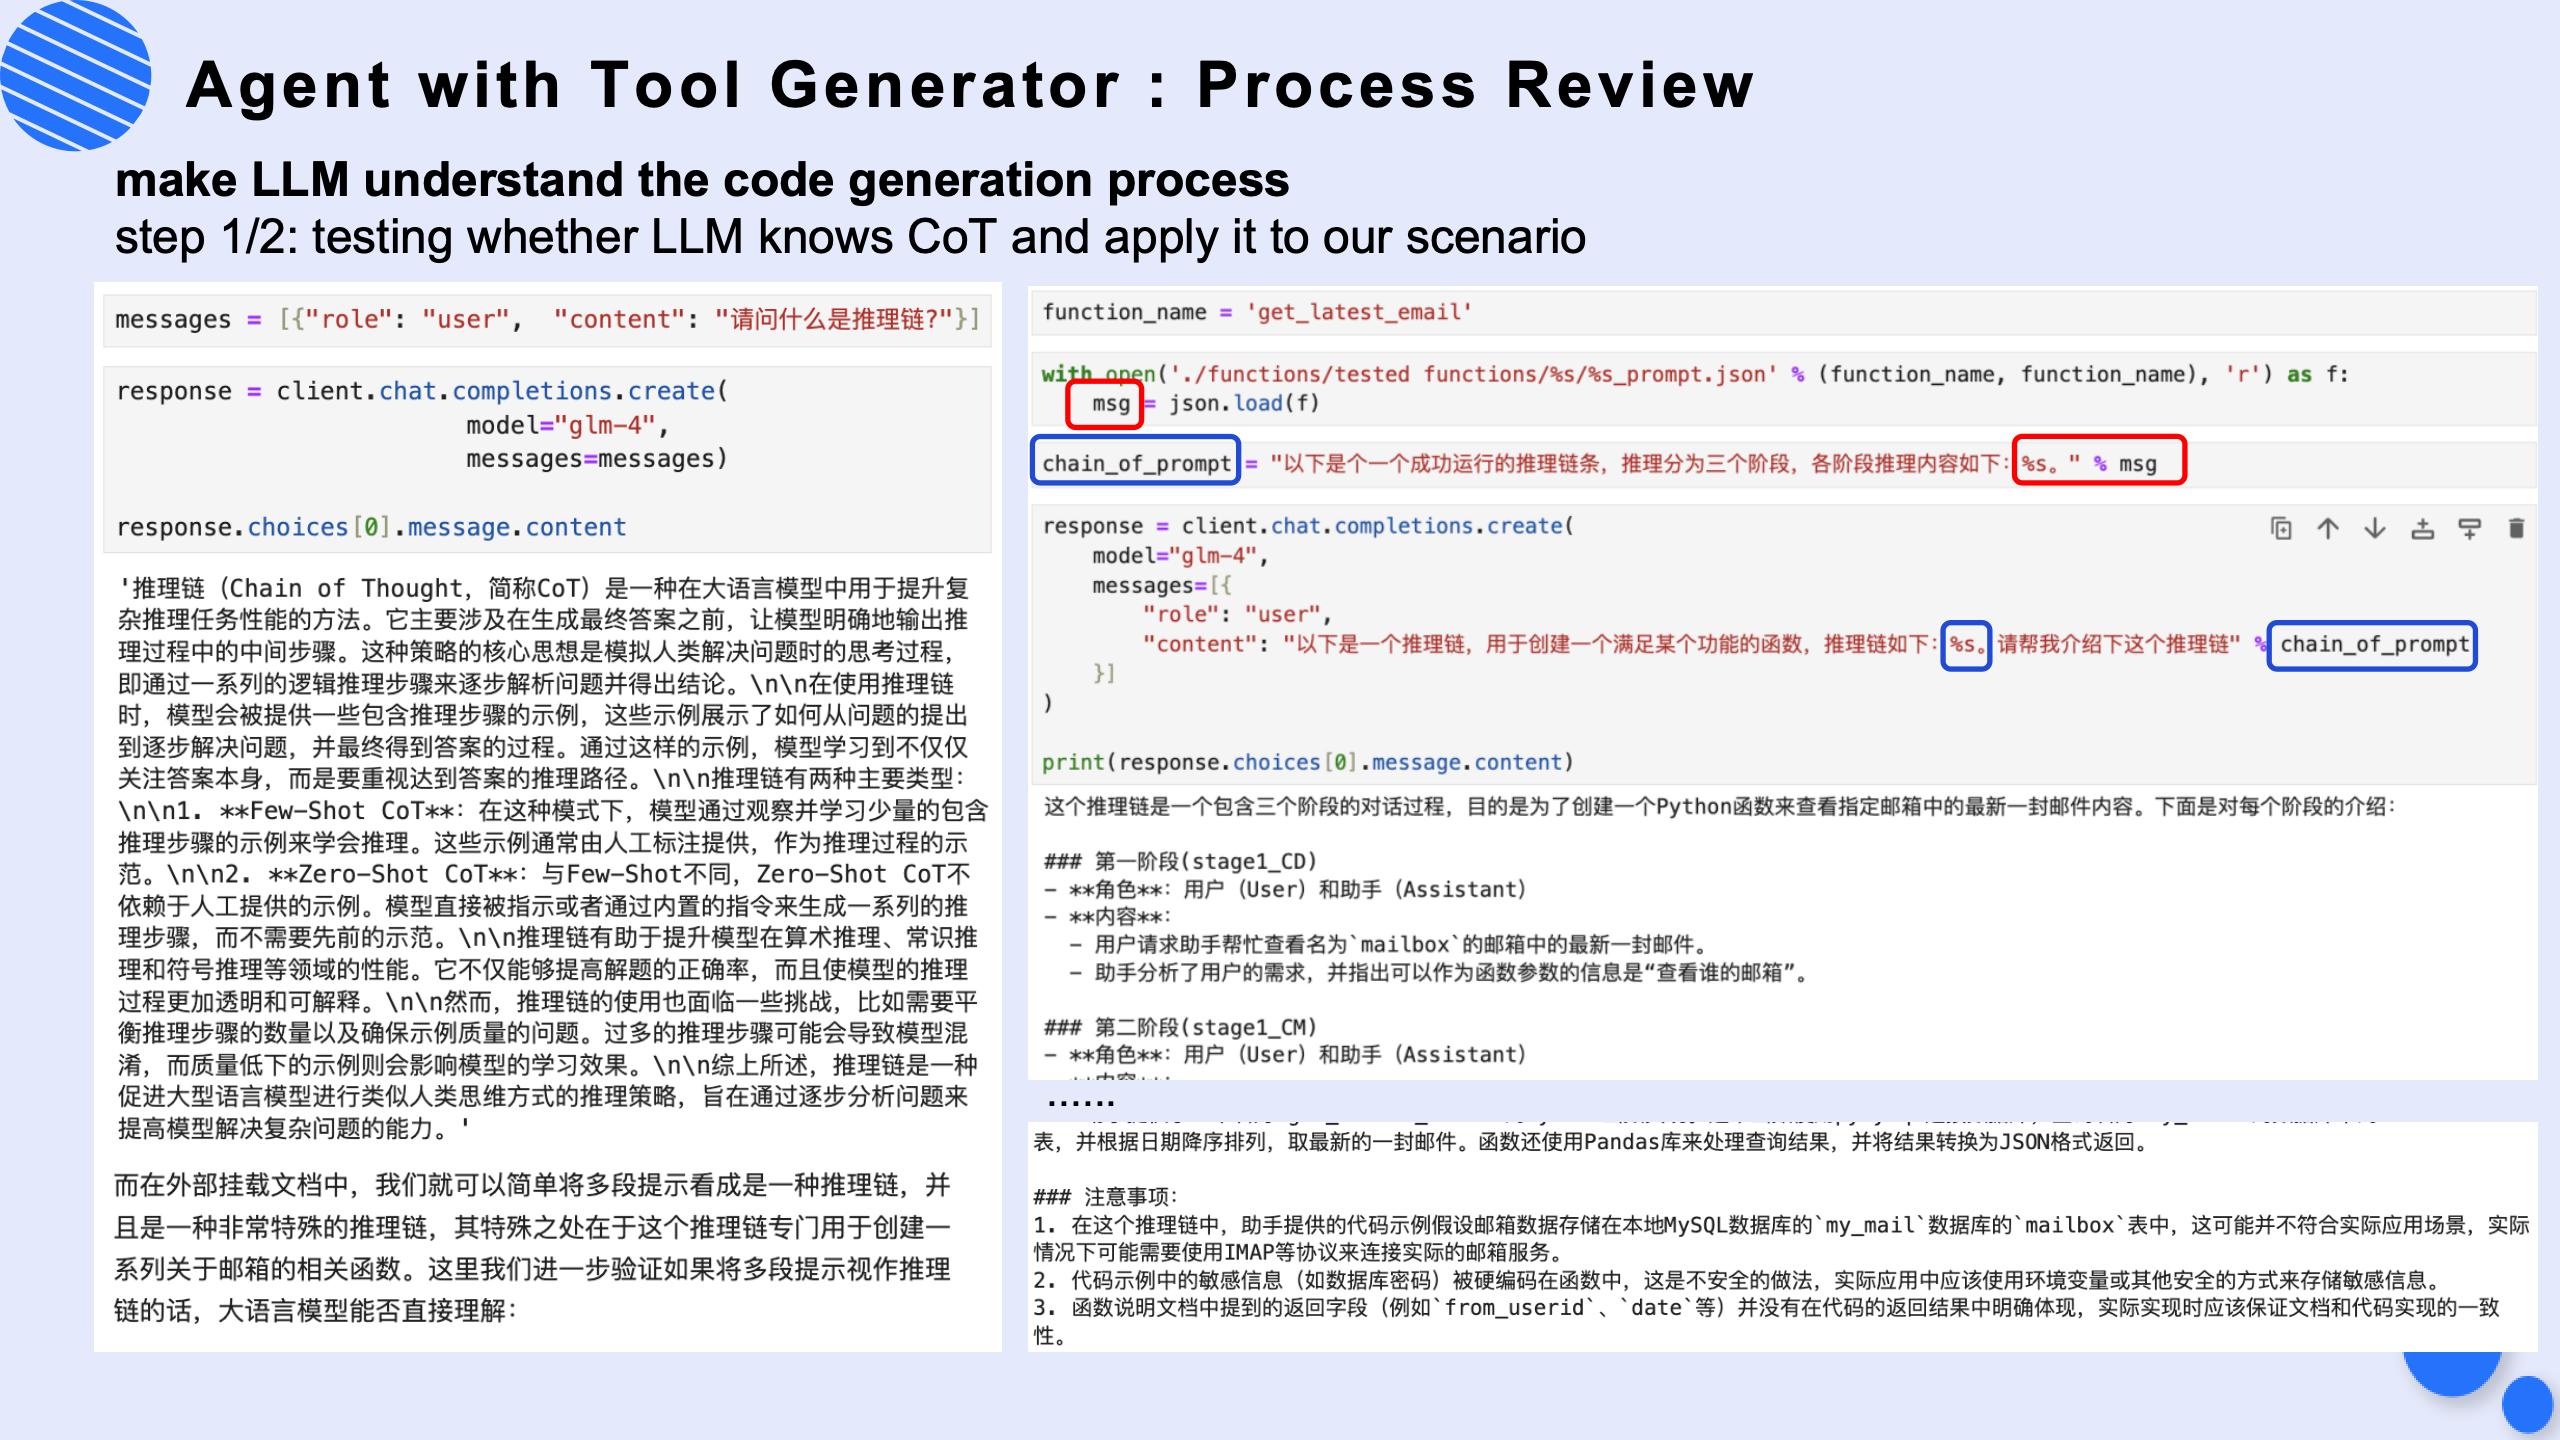 Agent with Tool Generator : Process Review
make LLM understand the code generation process
step 1/2: testing whether LLM knows CoT and apply it to our scenario
messages = [{"role": "user",  "content": "请问什么是推理链?"}]
response = client.chat.completions.create(
model="glm-4",
messages=messages)
response.choices[0].message.content
'推理链（Chain of Thought，简称CoT）是一种在大语言模型中用于提升复
杂推理任务性能的方法。它主要涉及在生成最终答案之前，让模型明确地输出推
理过程中的中间步骤。这种策略的核心思想是模拟人类解决问题时的思考过程，
即通过一系列的逻辑推理步骤来逐步解析问题并得出结论。\n\n在使用推理链
时，模型会被提供一些包含推理步骤的示例，这些示例展示了如何从问题的提出
到逐步解决问题，并最终得到答案的过程。通过这样的示例，模型学习到不仅仅
关注答案本身，而是要重视达到答案的推理路径。\n\n推理链有两种主要类型：
\n\n1. **Few-Shot CoT**：在这种模式下，模型通过观察并学习少量的包含
推理步骤的示例来学会推理。这些示例通常由人工标注提供，作为推理过程的示
范。\n\n2. **Zero-Shot CoT**：与Few-Shot不同，Zero-Shot CoT不
依赖于人工提供的示例。模型直接被指示或者通过内置的指令来生成一系列的推
理步骤，而不需要先前的示范。\n\n推理链有助于提升模型在算术推理、常识推
理和符号推理等领域的性能。它不仅能够提高解题的正确率，而且使模型的推理
过程更加透明和可解释。\n\n然而，推理链的使用也面临一些挑战，比如需要平
衡推理步骤的数量以及确保示例质量的问题。过多的推理步骤可能会导致模型混
淆，而质量低下的示例则会影响模型的学习效果。\n\n综上所述，推理链是一种
促进大型语言模型进行类似人类思维方式的推理策略，旨在通过逐步分析问题来
提高模型解决复杂问题的能力。'
而在外部挂载文档中，我们就可以简单将多段提示看成是一种推理链，并
且是一种非常特殊的推理链，其特殊之处在于这个推理链专门用于创建一
系列关于邮箱的相关函数。这里我们进一步验证如果将多段提示视作推理
链的话，大语言模型能否直接理解：
function_name = 'get_latest_email'
with open('./functions/tested functions/%s/%s_prompt.json' % (function_name, function_name), 'r') as f:
msg = json.load(f)
chain_of_prompt = "以下是个一个成功运行的推理链条，推理分为三个阶段，各阶段推理内容如下：%s。" % msg
response = client.chat.completions.create(
model="glm-4",
messages=[{
"role": "user",
"content": "以下是一个推理链，用于创建一个满足某个功能的函数，推理链如下：%s。请帮我介绍下这个推理链" % chain_of_prompt
}]
)
print(response.choices[0].message.content)
这个推理链是一个包含三个阶段的对话过程，目的是为了创建一个Python函数来查看指定邮箱中的最新一封邮件内容。下面是对每个阶段的介绍：
### 第一阶段(stage1_CD)
- **角色**：用户（User）和助手（Assistant）
- **内容**：
- 用户请求助手帮忙查看名为`mailbox`的邮箱中的最新一封邮件。
- 助手分析了用户的需求，并指出可以作为函数参数的信息是“查看谁的邮箱”。
### 第二阶段(stage1_CM)
- **角色**：用户（User）和助手（Assistant）
......
表，并根据日期降序排列，取最新的一封邮件。函数还使用Pandas库来处理查询结果，并将结果转换为JSON格式返回。
### 注意事项：
1. 在这个推理链中，助手提供的代码示例假设邮箱数据存储在本地MySQL数据库的`my_mail`数据库的`mailbox`表中，这可能并不符合实际应用场景，实际
情况下可能需要使用IMAP等协议来连接实际的邮箱服务。
2. 代码示例中的敏感信息（如数据库密码）被硬编码在函数中，这是不安全的做法，实际应用中应该使用环境变量或其他安全的方式来存储敏感信息。
3. 函数说明文档中提到的返回字段（例如`from_userid`、`date`等）并没有在代码的返回结果中明确体现，实际实现时应该保证文档和代码实现的一致
性。